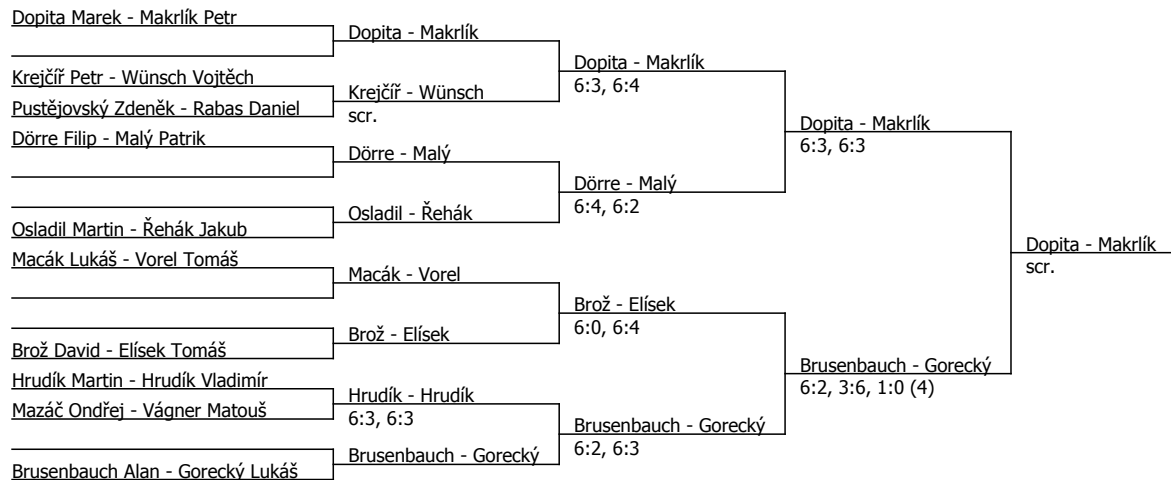 Dopita Marek - Makrlík Petr
Dopita - Makrlík
Dopita - Makrlík
6:3, 6:4
Krejčíř Petr - Wünsch Vojtěch
Krejčíř - Wünsch
scr.
Pustějovský Zdeněk - Rabas Daniel
Dopita - Makrlík
6:3, 6:3
Dörre Filip - Malý Patrik
Dörre - Malý
Dörre - Malý
6:4, 6:2
Osladil - Řehák
Osladil Martin - Řehák Jakub
Dopita - Makrlík
scr.
Macák Lukáš - Vorel Tomáš
Macák - Vorel
Brož - Elísek
6:0, 6:4
Brož - Elísek
Brož David - Elísek Tomáš
Brusenbauch - Gorecký
6:2, 3:6, 1:0 (4)
Hrudík Martin - Hrudík Vladimír
Hrudík - Hrudík
6:3, 6:3
Mazáč Ondřej - Vágner Matouš
Brusenbauch - Gorecký
6:2, 6:3
Brusenbauch - Gorecký
Brusenbauch Alan - Gorecký Lukáš